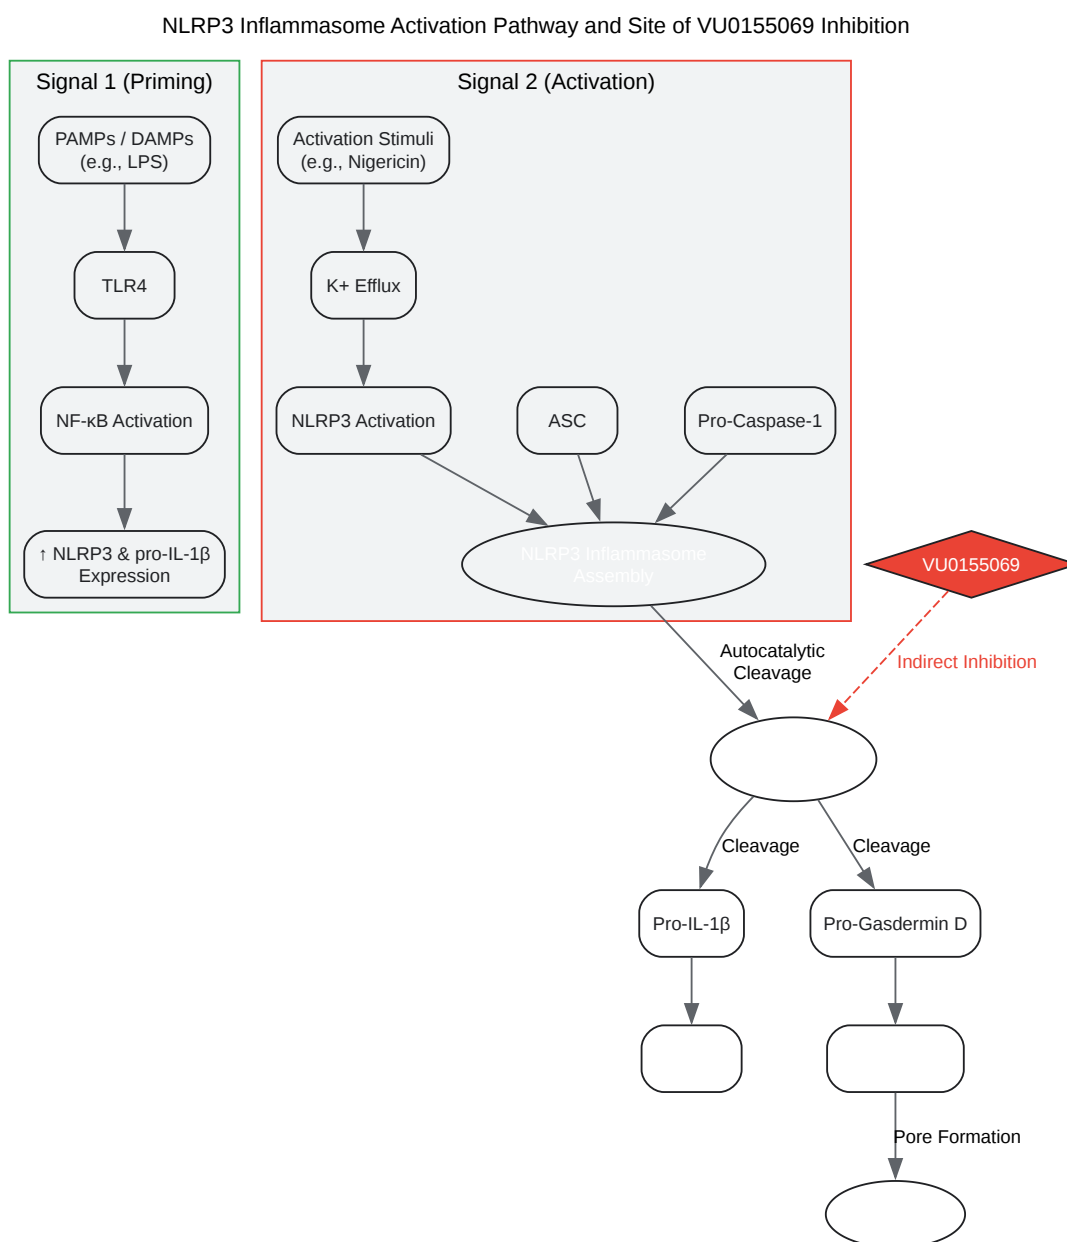 NLRP3 Inflammasome Activation Pathway and Site of VU0155069 Inhibition
Signal 1 (Priming)
PAMPs / DAMPs
(e.g., LPS)
TLR4
NF-κB Activation
↑ NLRP3 & pro-IL-1β
Expression
Signal 2 (Activation)
Activation Stimuli
(e.g., Nigericin)
K+ Efflux
NLRP3 Activation
ASC
Pro-Caspase-1
NLRP3 Inflammasome
Assembly
VU0155069
Autocatalytic
Cleavage
Indirect Inhibition
Cleavage
Cleavage
Pro-IL-1β
Pro-Gasdermin D
Pore Formation